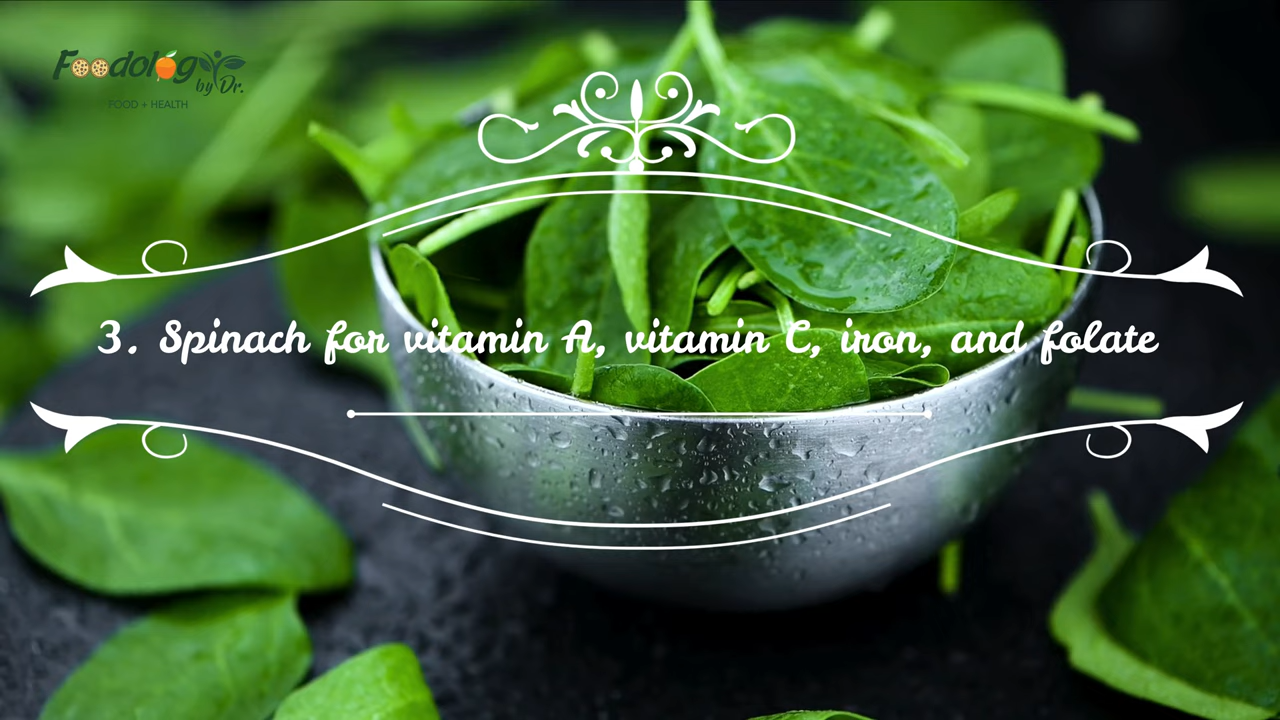 Foodology
by Dr.
FOOD + HEALTH
3. Spinach for vitamin A, vitamin C, iron, and folate